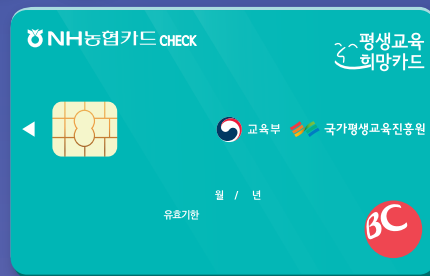 NH농협카드 CHECK
평생교육
희망카드
교육부 국가평생교육진흥원
월 / 년
유효기한
BC